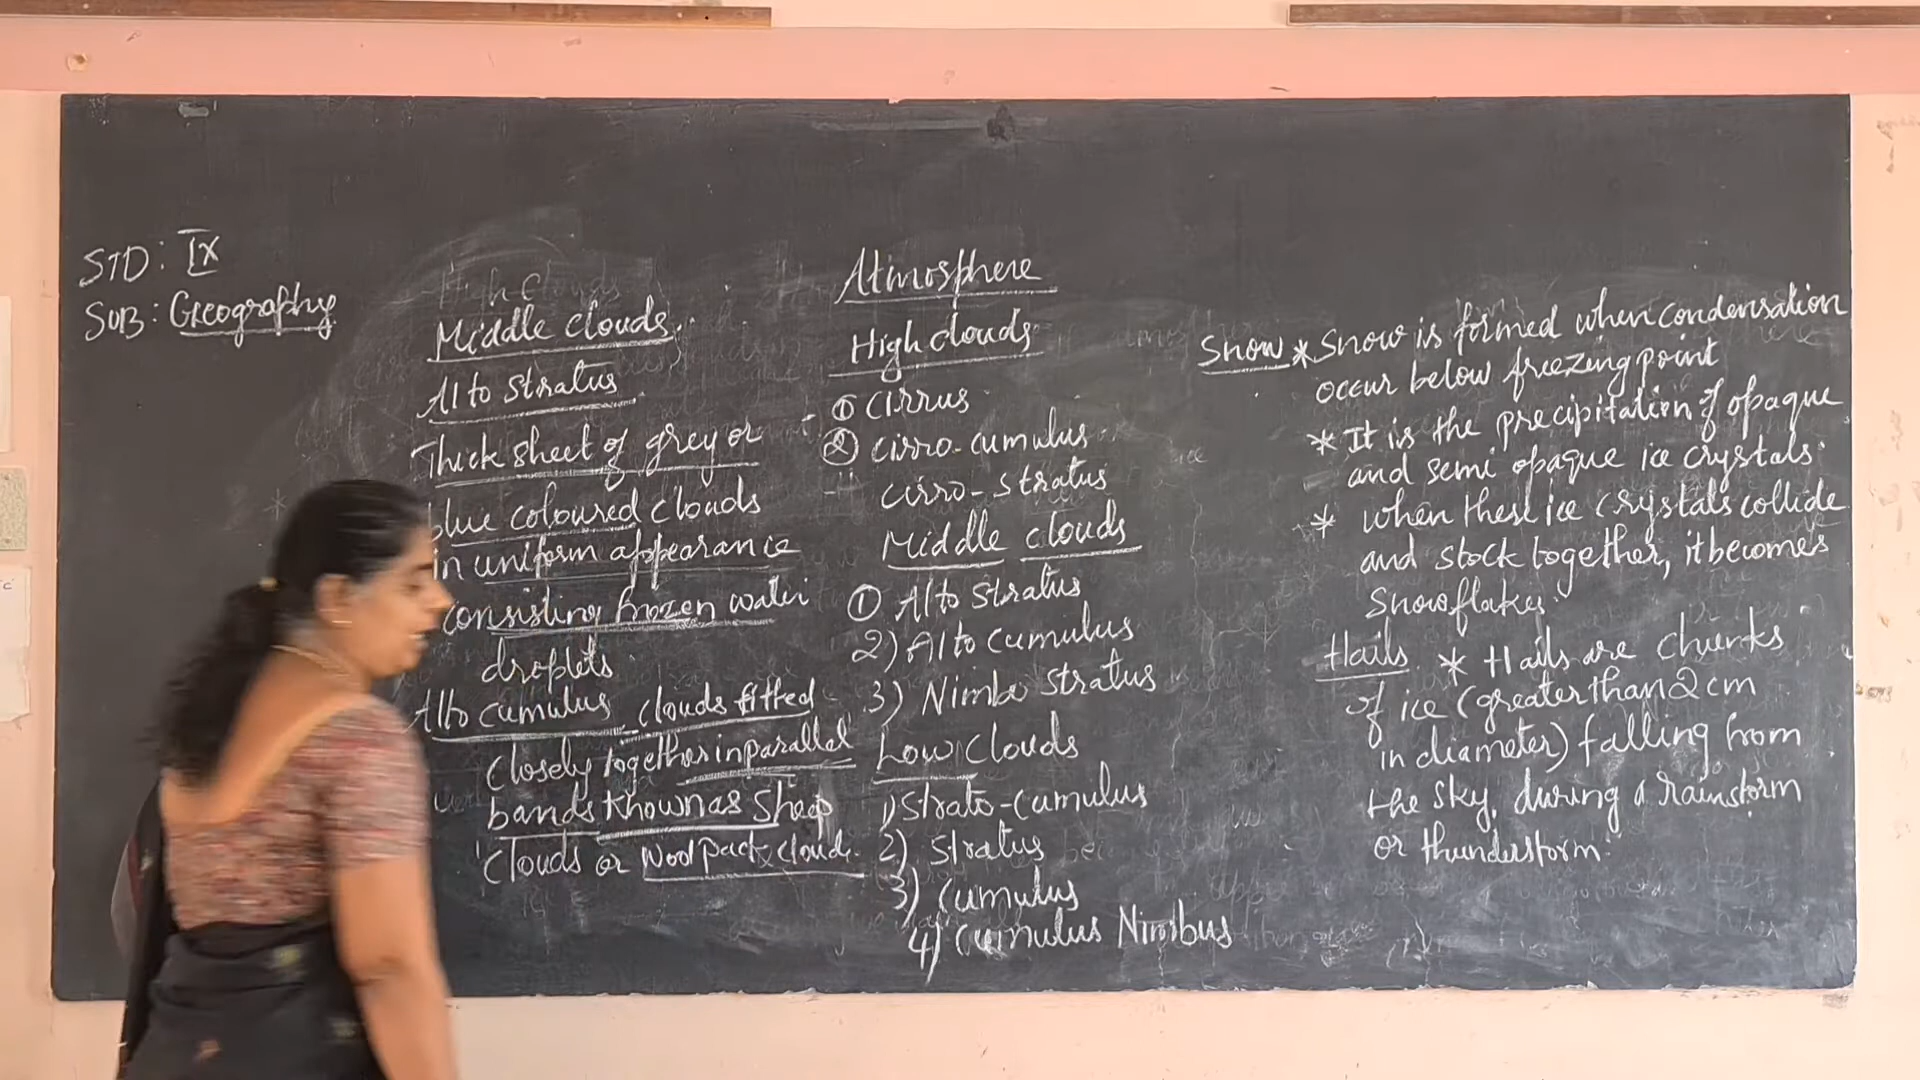 STD: IX
SUB: Geography
Middle clouds.
Alto stratus
Thick sheet of grey or
blue coloured clouds
in uniform appearance
consisting frozen water
droplets
Alto cumulus clouds fitted
closely together in parallel
bands known as sheep
clouds or woolpack clouds.
Atmosphere
High clouds
① cirrus
② cirro-cumulus
cirro-stratus
Middle clouds
① Alto stratus
2) Alto cumulus
3) Nimbo stratus
Low Clouds
1) Strato-cumulus
2) Stratus
3) Cumulus
4) Cumulus Nimbus
Snow * Snow is formed when condensation
occur below freezing point
* It is the precipitation of opaque
and semi opaque ice crystals.
* when these ice crystals collide
and stock together, it becomes
Snowflakes.
Hails * Hails are chunks
of ice (greater than 2 cm
in diameter) falling from
the sky, during a rainstorm
or thunderstorm.